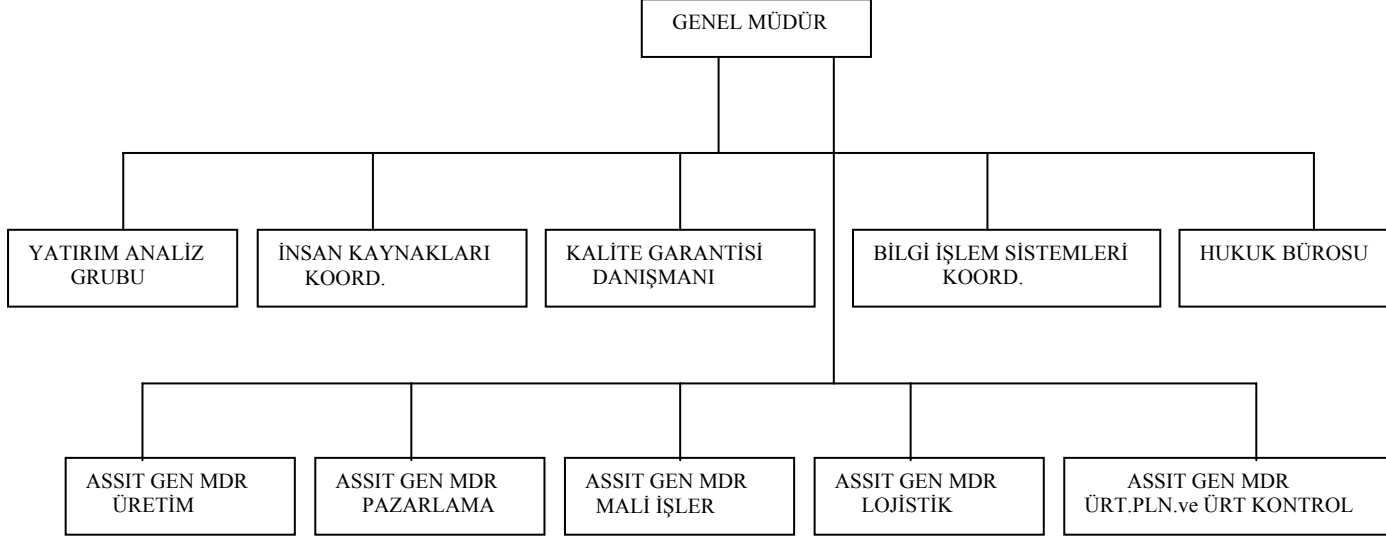 GENEL MÜDÜR
YATIRIM ANALİZ
GRUBU
İNSAN KAYNAKLARI
KOORD.
KALİTE GARANTİSİ
DANIŞMANI
BİLGİ İŞLEM SİSTEMLERİ
KOORD.
HUKUK BÜROSU
ASSIT GEN MDR
ÜRETİM
ASSIT GEN MDR
PAZARLAMA
ASSIT GEN MDR
MALİ İŞLER
ASSIT GEN MDR
LOJİSTİK
ASSIT GEN MDR
ÜRT.PLN.ve ÜRT KONTROL